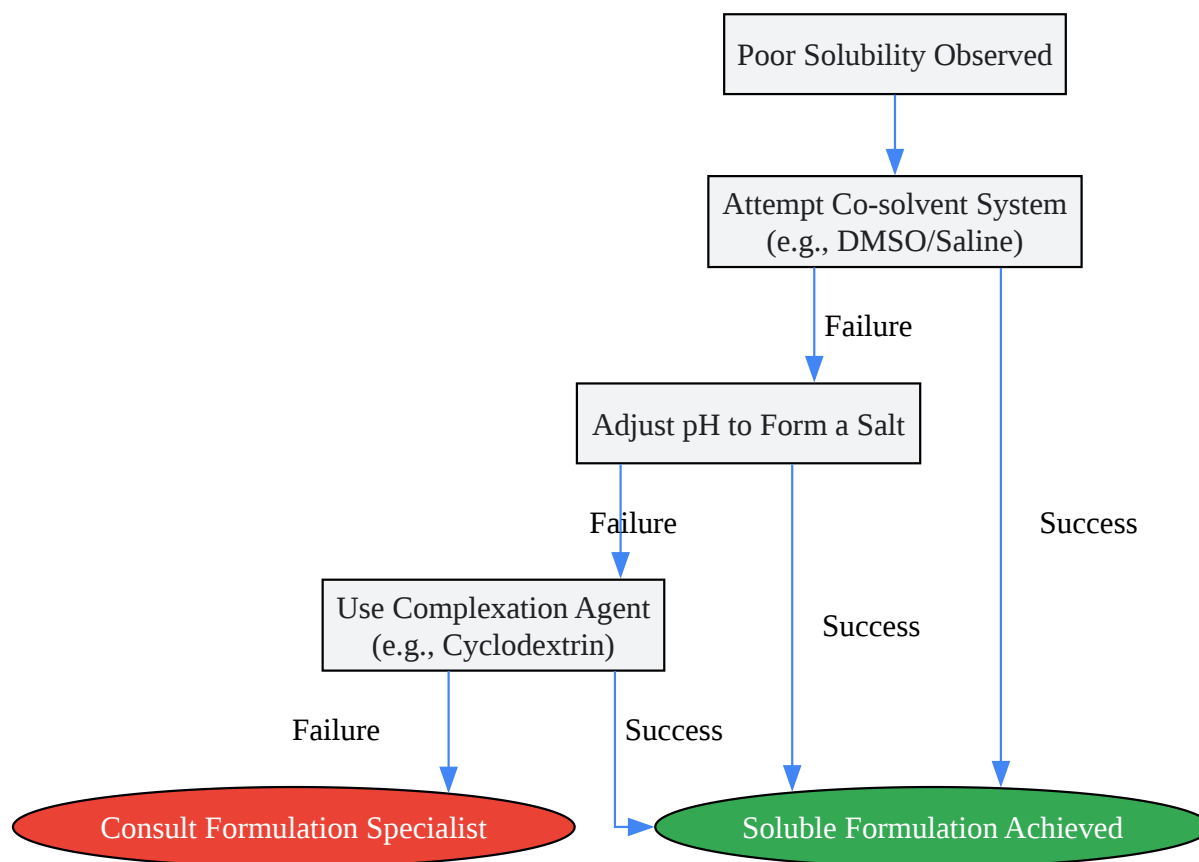 Poor Solubility Observed
Attempt Co-solvent System
(e.g., DMSO/Saline)
Failure
Adjust pH to Form a Salt
Failure
Success
Use Complexation Agent
(e.g., Cyclodextrin)
Success
Failure
Success
Consult Formulation Specialist
Soluble Formulation Achieved